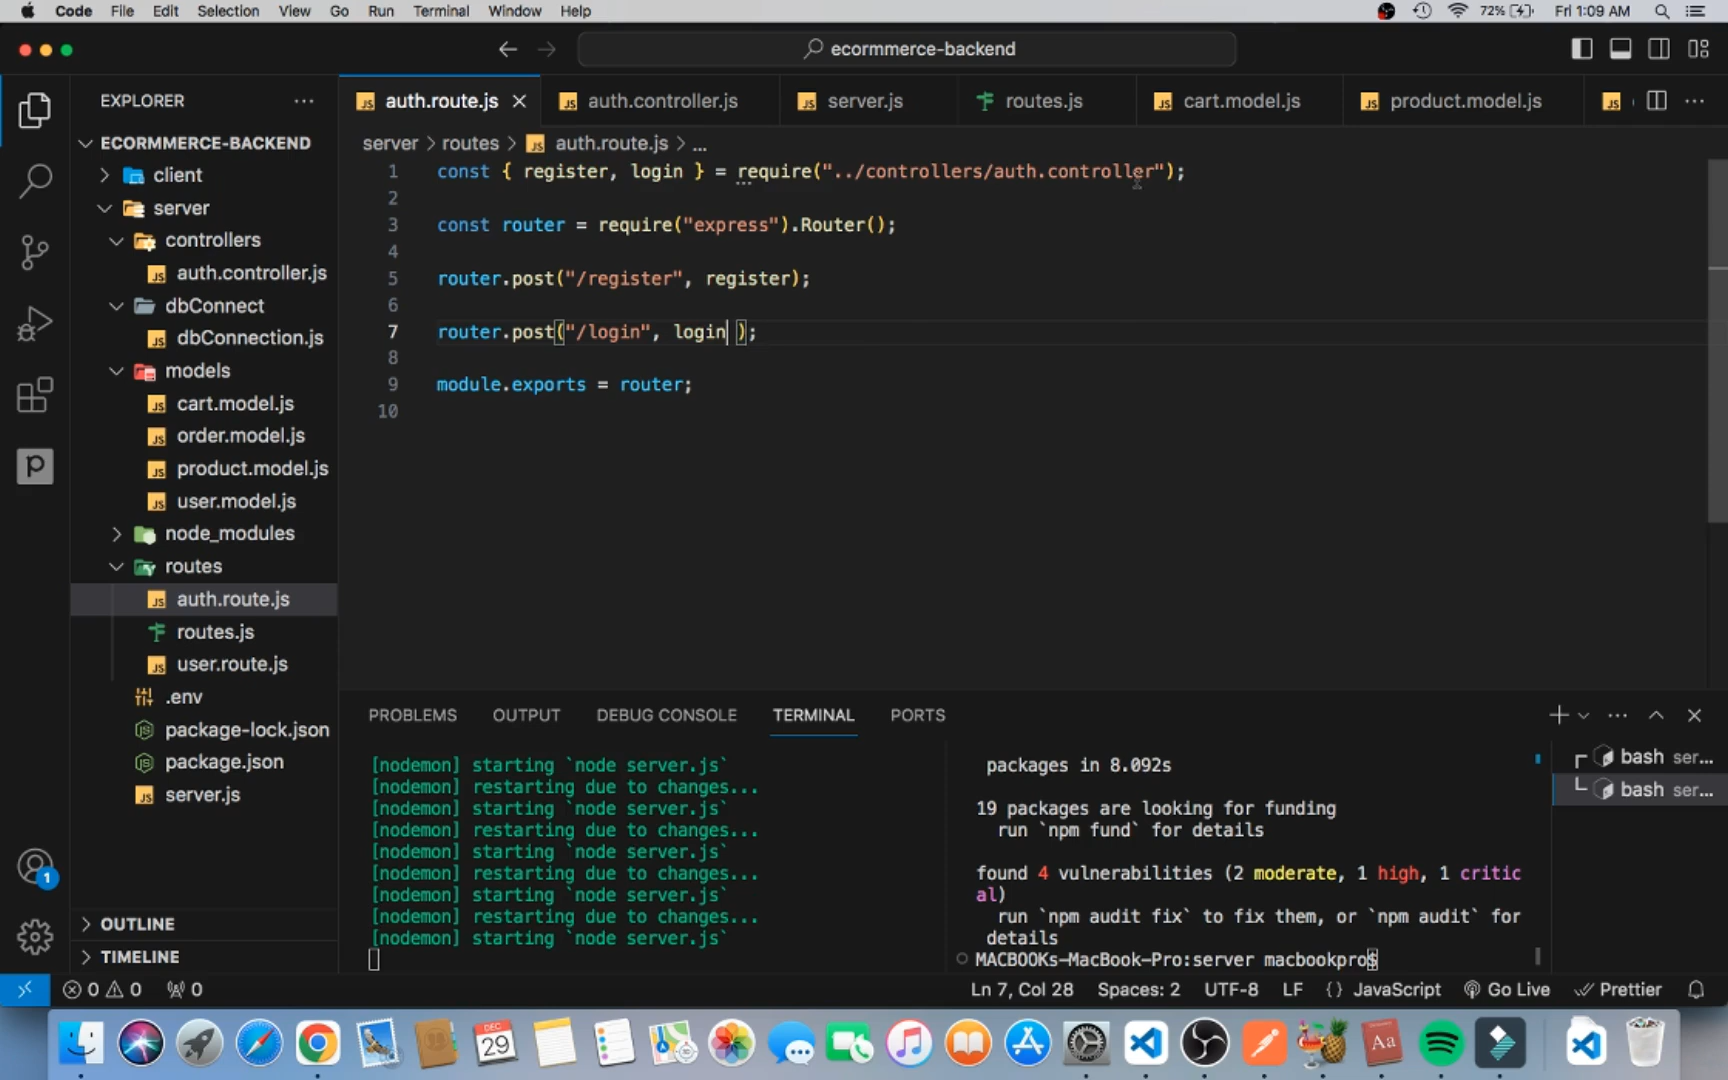 Code File Edit Selection View Go Run Terminal Window Help 72% Fri 1:09 AM
ecormmerce-backend
EXPLORER
auth.route.js auth.controller.js server.js routes.js cart.model.js product.model.js
ECORMMERCE-BACKEND
server > routes > auth.route.js > ...
client
server
controllers
auth.controller.js
dbConnect
dbConnection.js
models
cart.model.js
order.model.js
product.model.js
user.model.js
node_modules
routes
auth.route.js
routes.js
user.route.js
.env
package-lock.json
package.json
server.js
OUTLINE
TIMELINE
1 const { register, login } = require("../controllers/auth.controller");
2
3 const router = require("express").Router();
4
5 router.post("/register", register);
6
7 router.post("/login", login );
8
9 module.exports = router;
10
PROBLEMS OUTPUT DEBUG CONSOLE TERMINAL PORTS
[nodemon] starting `node server.js`
[nodemon] restarting due to changes...
[nodemon] starting `node server.js`
[nodemon] restarting due to changes...
[nodemon] starting `node server.js`
[nodemon] restarting due to changes...
[nodemon] starting `node server.js`
[nodemon] restarting due to changes...
[nodemon] starting `node server.js`
packages in 8.092s
19 packages are looking for funding
run `npm fund` for details
found 4 vulnerabilities (2 moderate, 1 high, 1 critic
al)
run `npm audit fix` to fix them, or `npm audit` for
details
MACBOOKs-MacBook-Pro:server macbookpro$
bash ser...
bash ser...
1
0 0 0 Ln 7, Col 28 Spaces: 2 UTF-8 LF {} JavaScript Go Live Prettier
DEC
29
Aa